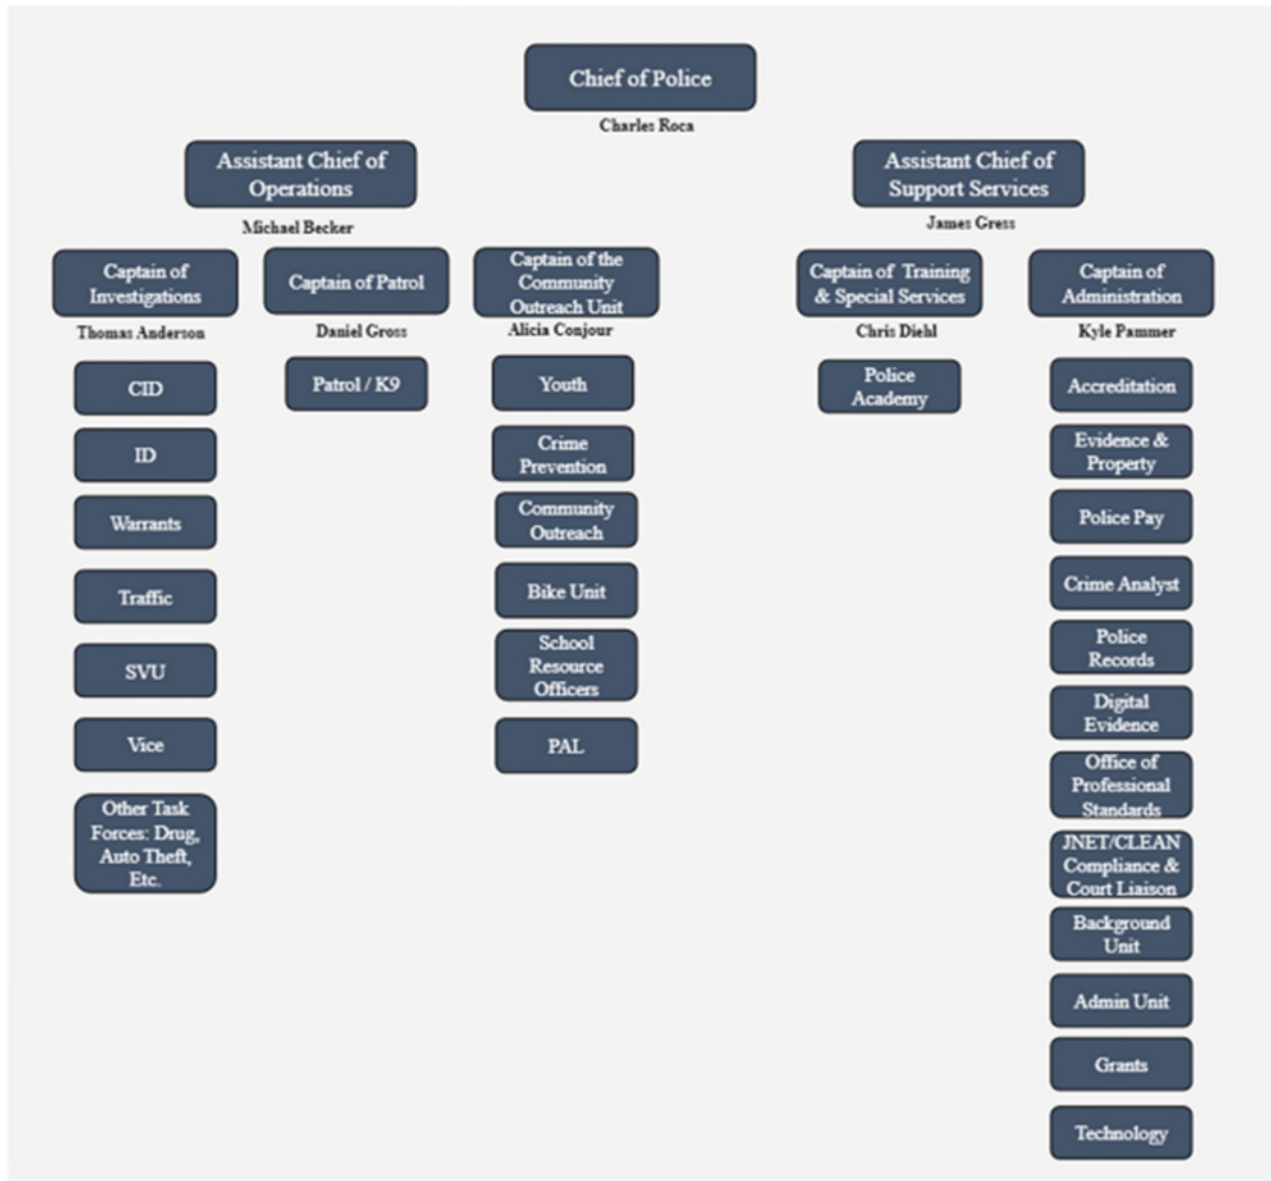 Chief of Police
Charles Roca
Assistant Chief of
Operations
Michael Becker
Assistant Chief of
Support Services
James Gress
Captain of
Investigations
Thomas Anderson
CID
ID
Warrants
Traffic
SVU
Vice
Other Task
Forces: Drug,
Auto Theft,
Etc.
Captain of Patrol
Daniel Gross
Patrol / K9
Captain of the
Community
Outreach Unit
Alicia Conjour
Youth
Crime
Prevention
Community
Outreach
Bike Unit
School
Resource
Officers
PAL
Captain of Training
& Special Services
Chris Diehl
Police
Academy
Captain of
Administration
Kyle Pammer
Accreditation
Evidence &
Property
Police Pay
Crime Analyst
Police
Records
Digital
Evidence
Office of
Professional
Standards
JNET/CLEAN
Compliance &
Court Liaison
Background
Unit
Admin Unit
Grants
Technology